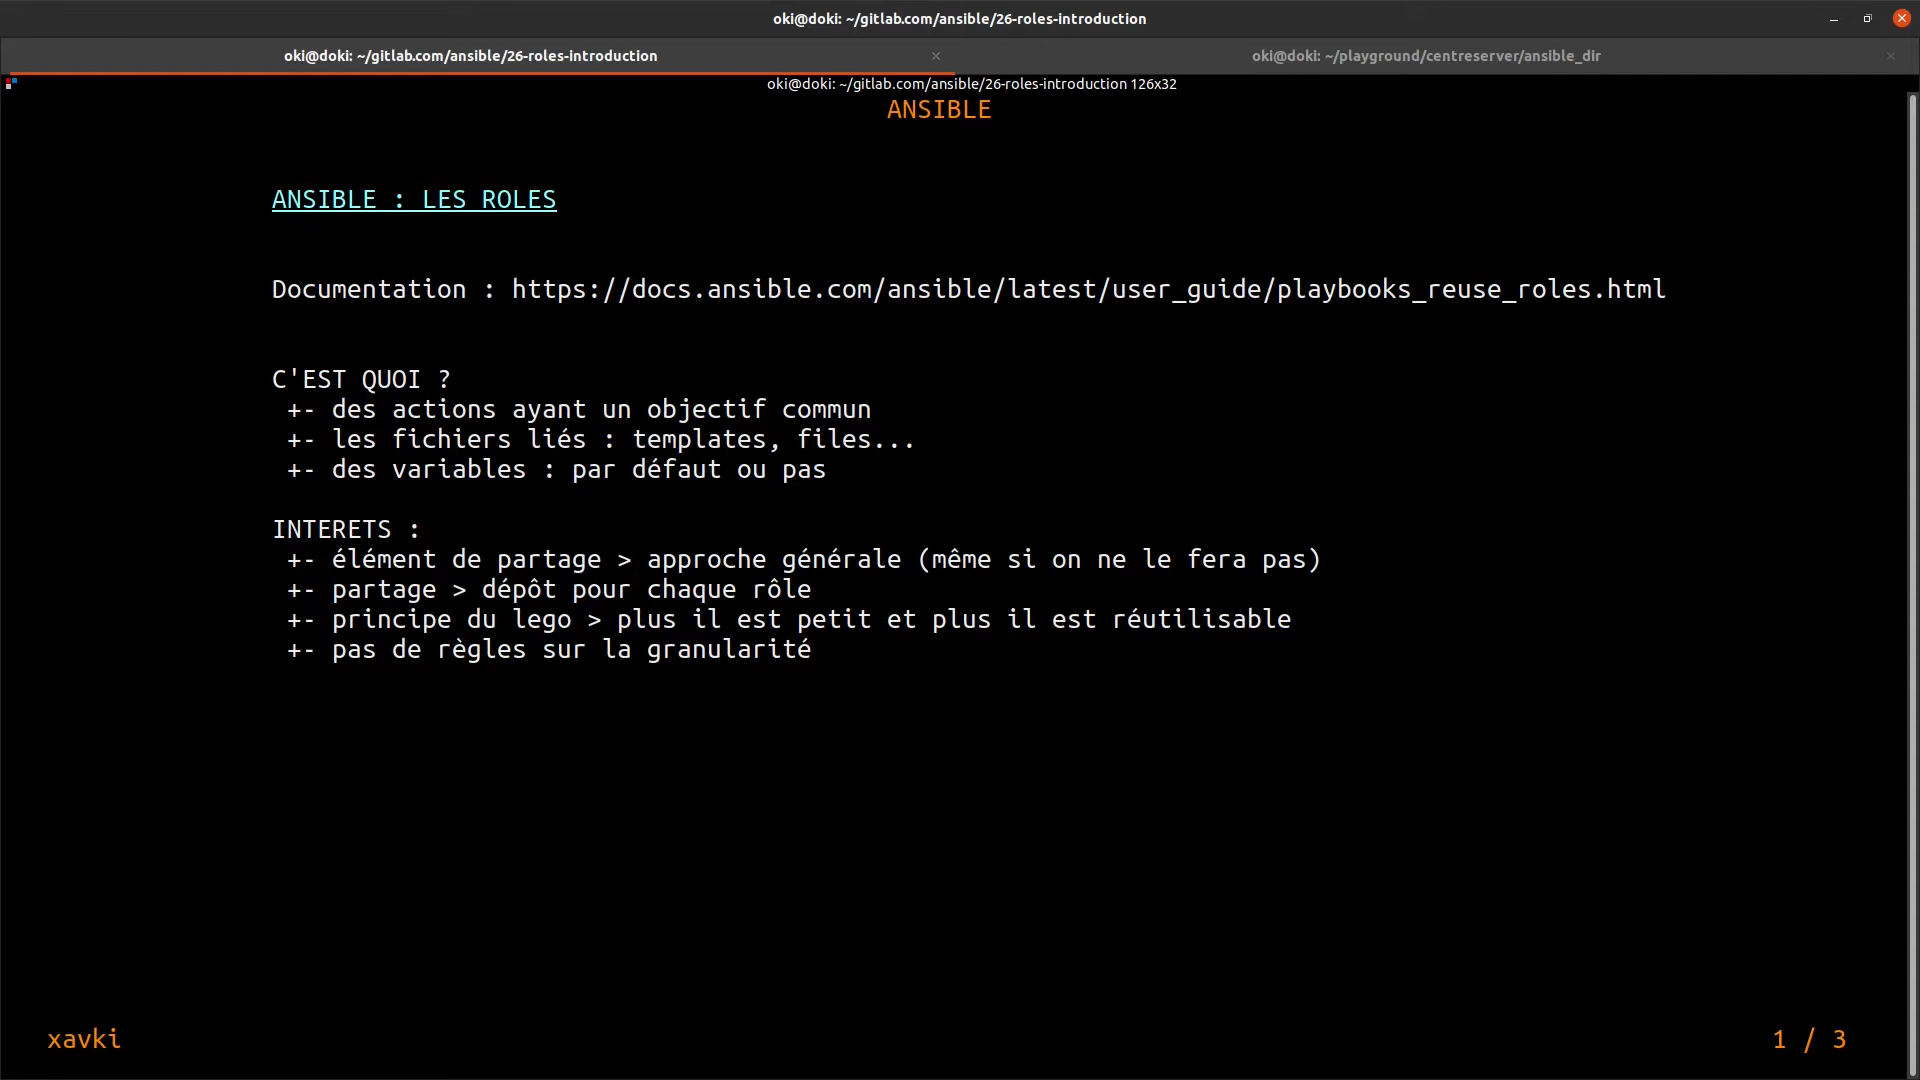 oki@doki: ~/gitlab.com/ansible/26-roles-introduction
oki@doki: ~/gitlab.com/ansible/26-roles-introduction
oki@doki: ~/playground/centreserver/ansible_dir
oki@doki: ~/gitlab.com/ansible/26-roles-introduction 126x32
ANSIBLE
ANSIBLE : LES ROLES
Documentation : https://docs.ansible.com/ansible/latest/user_guide/playbooks_reuse_roles.html
C'EST QUOI ?
+- des actions ayant un objectif commun
+- les fichiers liés : templates, files...
+- des variables : par défaut ou pas
INTERETS :
+- élément de partage > approche générale (même si on ne le fera pas)
+- partage > dépôt pour chaque rôle
+- principe du lego > plus il est petit et plus il est réutilisable
+- pas de règles sur la granularité
xavki
1 / 3